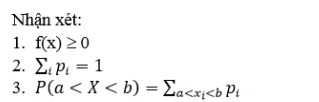 Nhận xét:
1. f(x) ≥ 0
2. ∑ᵢ pᵢ = 1
3. P(a < X < b) = ∑a<xᵢ<b pᵢ